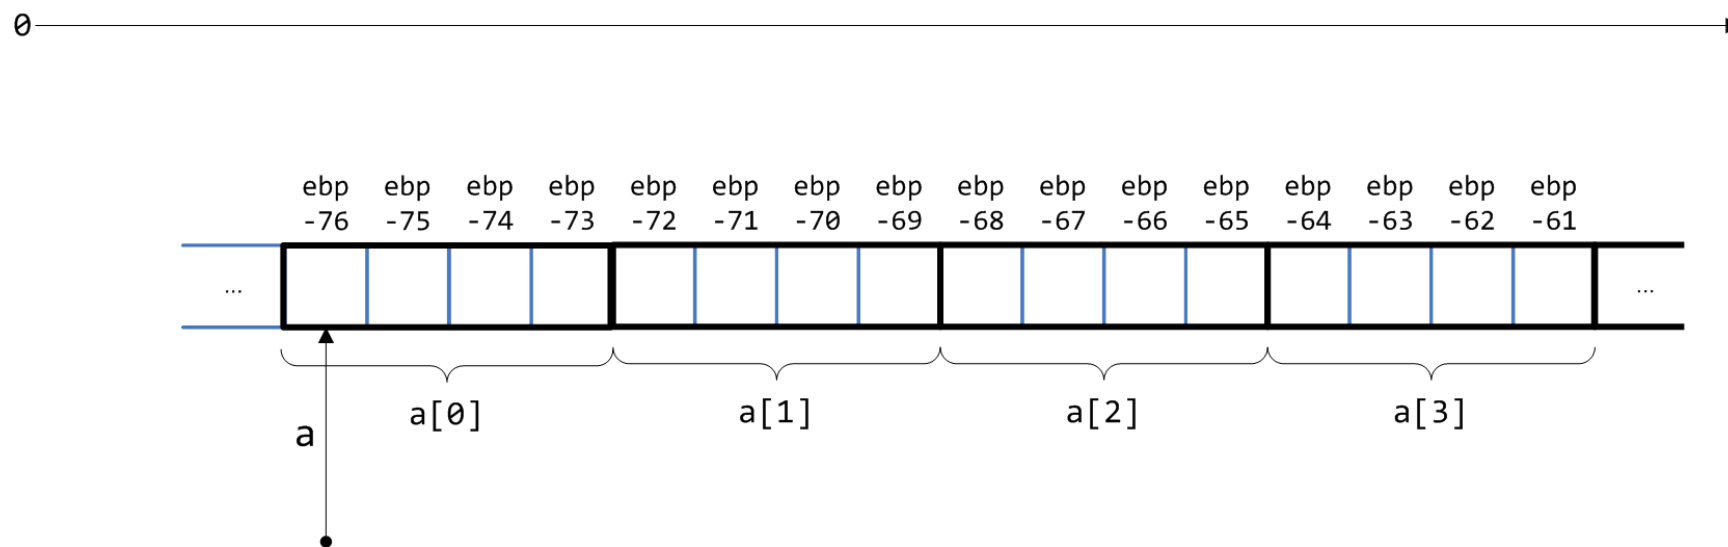 0
ebp ebp ebp ebp ebp ebp ebp ebp ebp ebp ebp ebp ebp ebp ebp ebp
-76 -75 -74 -73 -72 -71 -70 -69 -68 -67 -66 -65 -64 -63 -62 -61
... ...
a[0] a[1] a[2] a[3]
a